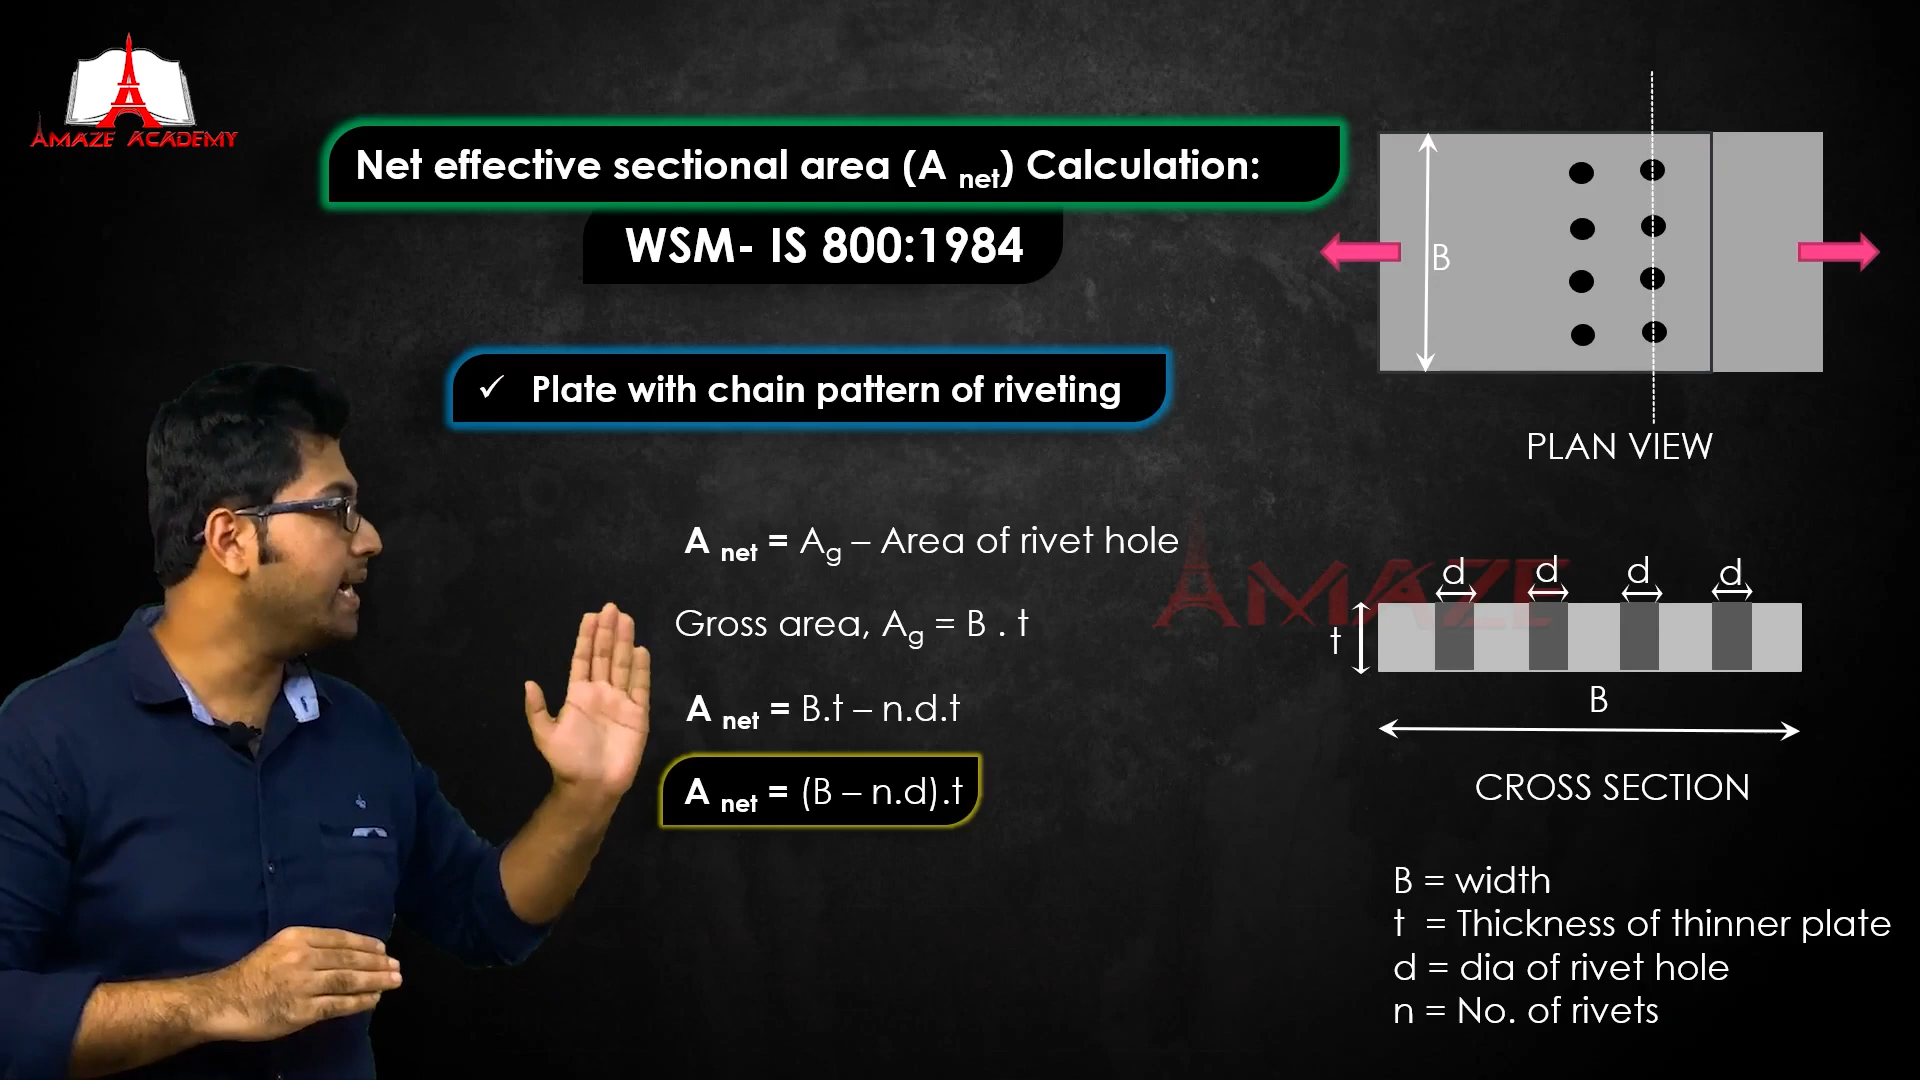 AMAZE ACADEMY
Net effective sectional area (A net) Calculation:
WSM- IS 800:1984
✓ Plate with chain pattern of riveting
A net = Ag – Area of rivet hole
Gross area, Ag = B . t
A net = B.t – n.d.t
A net = (B – n.d).t
B
PLAN VIEW
AMAZE
d d d d
t
B
CROSS SECTION
B = width
t = Thickness of thinner plate
d = dia of rivet hole
n = No. of rivets